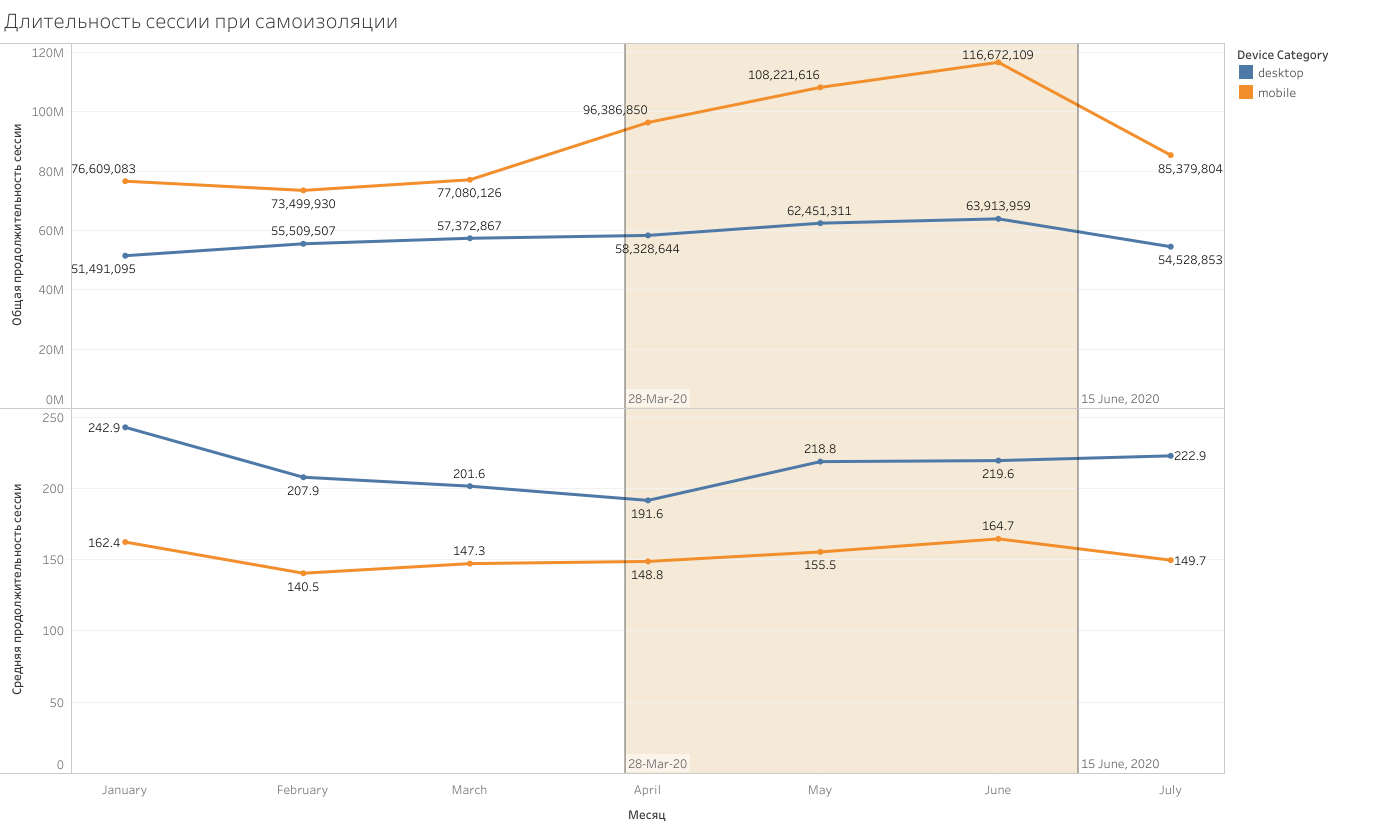 Длительность сессии при самоизоляции
Device Category
desktop
mobile
Общая продолжительность сессии
120M
100M
80M
60M
40M
20M
0M
76,609,083
73,499,930
77,080,126
96,386,850
108,221,616
116,672,109
85,379,804
51,491,095
55,509,507
57,372,867
58,328,644
62,451,311
63,913,959
54,528,853
28-Mar-20
15 June, 2020
Средняя продолжительность сессии
250
200
150
100
50
0
242.9
207.9
201.6
191.6
218.8
219.6
222.9
162.4
140.5
147.3
148.8
155.5
164.7
149.7
28-Mar-20
15 June, 2020
January
February
March
April
May
June
July
Месяц